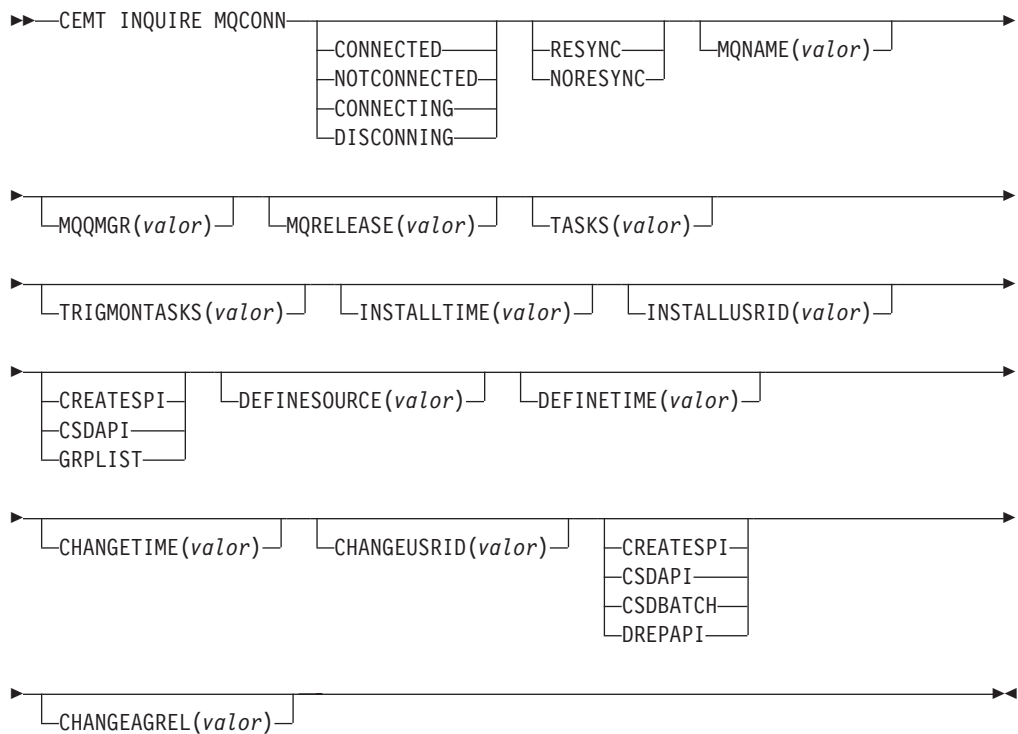 CEMT INQUIRE MQCONN
CONNECTED
NOTCONNECTED
CONNECTING
DISCONNING
RESYNC
NORESYNC
MQNAME(valor)
MQQMGR(valor) MQRELEASE(valor) TASKS(valor)
TRIGMONTASKS(valor) INSTALLTIME(valor) INSTALLUSRID(valor)
CREATESPI
CSDAPI
GRPLIST
DEFINESOURCE(valor) DEFINETIME(valor)
CHANGETIME(valor) CHANGEUSRID(valor)
CREATESPI
CSDAPI
CSDBATCH
DREPAPI
CHANGEAGREL(valor)